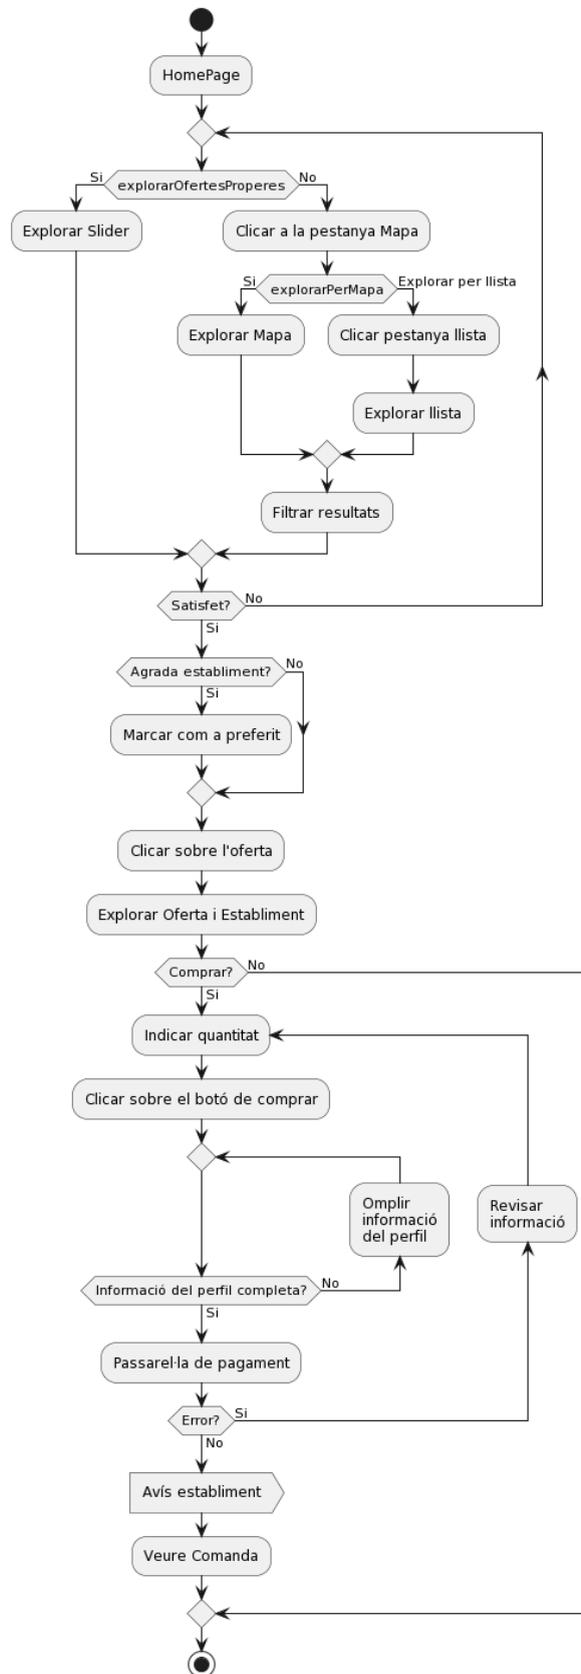 HomePage
Si
explorarOfertesProperes
No
Explorar Slider
Clicar a la pestanya Mapa
Si
explorarPerMapa
Explorar per llista
Explorar Mapa
Clicar pestanya llista
Explorar llista
Filtrar resultats
Satisfet?
No
Si
Agrada establiment?
No
Si
Marcar com a preferit
Clicar sobre l'oferta
Explorar Oferta i Establiment
Comprar?
No
Si
Indicar quantitat
Clicar sobre el botó de comprar
Omplir
informació
del perfil
Revisar
informació
Informació del perfil completa?
No
Si
Passarel·la de pagament
Error?
Si
No
Avís establiment
Veure Comanda